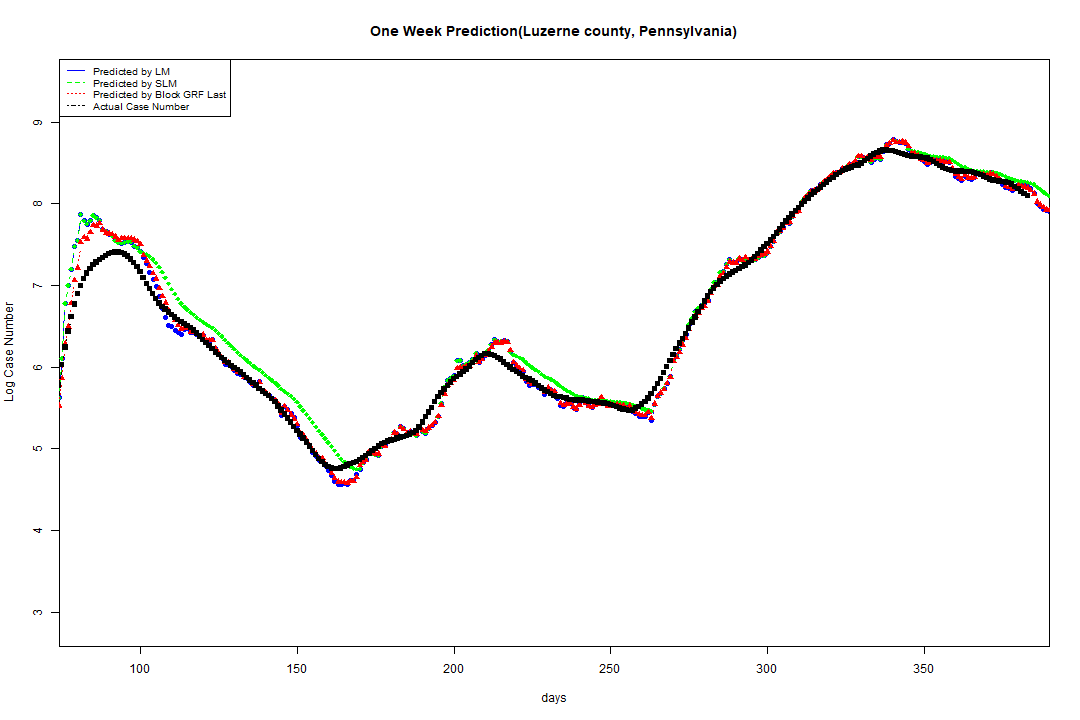 One Week Prediction(Luzerne county, Pennsylvania)
Predicted by LM
Predicted by SLM
Predicted by Block GRF Last
Actual Case Number
9
8
7
6
5
4
3
Log Case Number
100 150 200 250 300 350
days